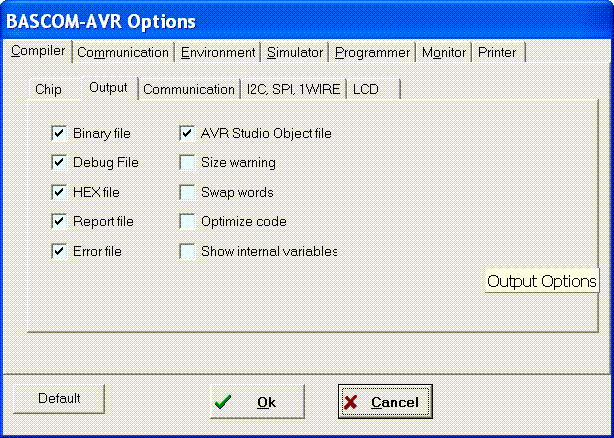 BASCOM-AVR Options
Compiler Communication Environment Simulator Programmer Monitor Printer
Chip Output Communication I2C, SPI, 1WIRE LCD
Binary file AVR Studio Object file
Debug File Size warning
HEX file Swap words
Report file Optimize code
Error file Show internal variables
Output Options
Default Ok Cancel